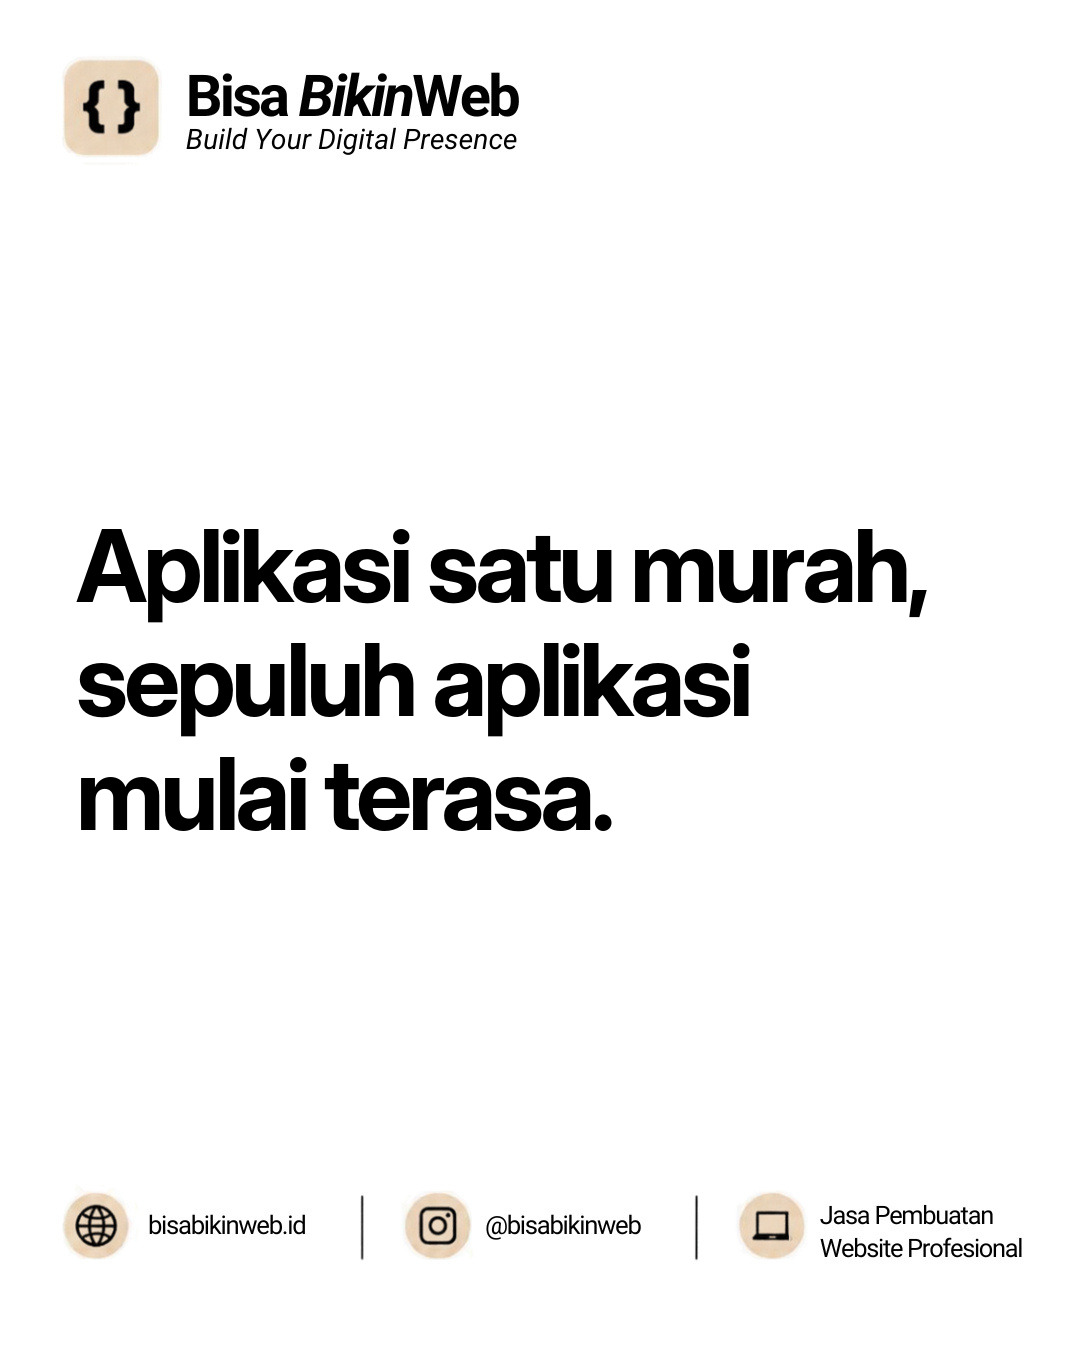 { }
Bisa BikinWeb
Build Your Digital Presence
Aplikasi satu murah,
sepuluh aplikasi
mulai terasa.
bisabikinweb.id
@bisabikinweb
Jasa Pembuatan
Website Profesional